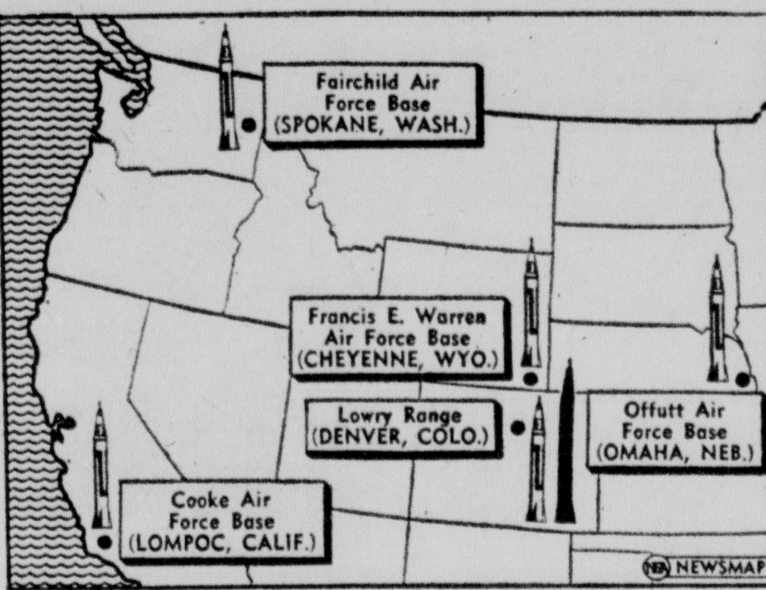 Fairchild Air
Force Base
(SPOKANE, WASH.)
Francis E. Warren
Air Force Base
(CHEYENNE, WYO.)
Lowry Range
(DENVER, COLO.)
Offutt Air
Force Base
(OMAHA, NEB.)
Cooke Air
Force Base
(LOMPOC, CALIF.)
NEA NEWSMAP